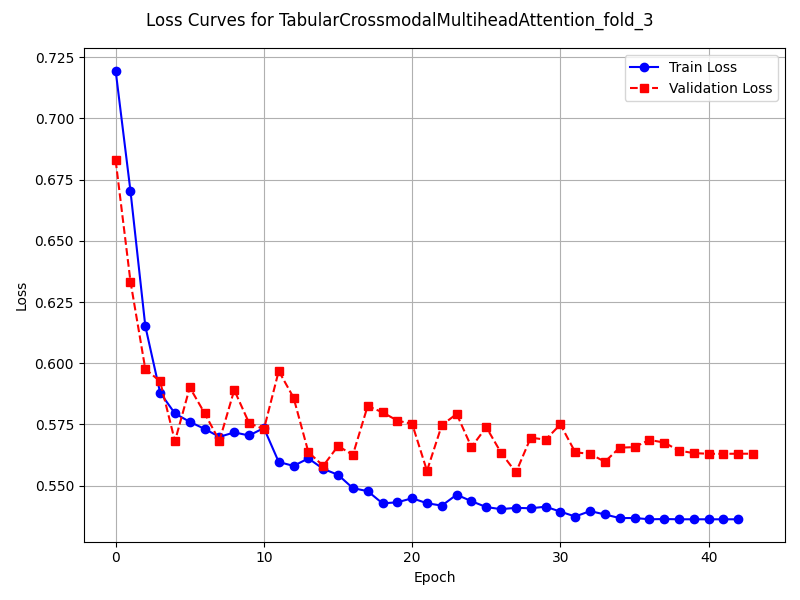 Loss Curves for TabularCrossmodalMultiheadAttention_fold_3
Train Loss
Validation Loss
0.725
0.700
0.675
0.650
0.625
0.600
0.575
0.550
Loss
0 10 20 30 40
Epoch